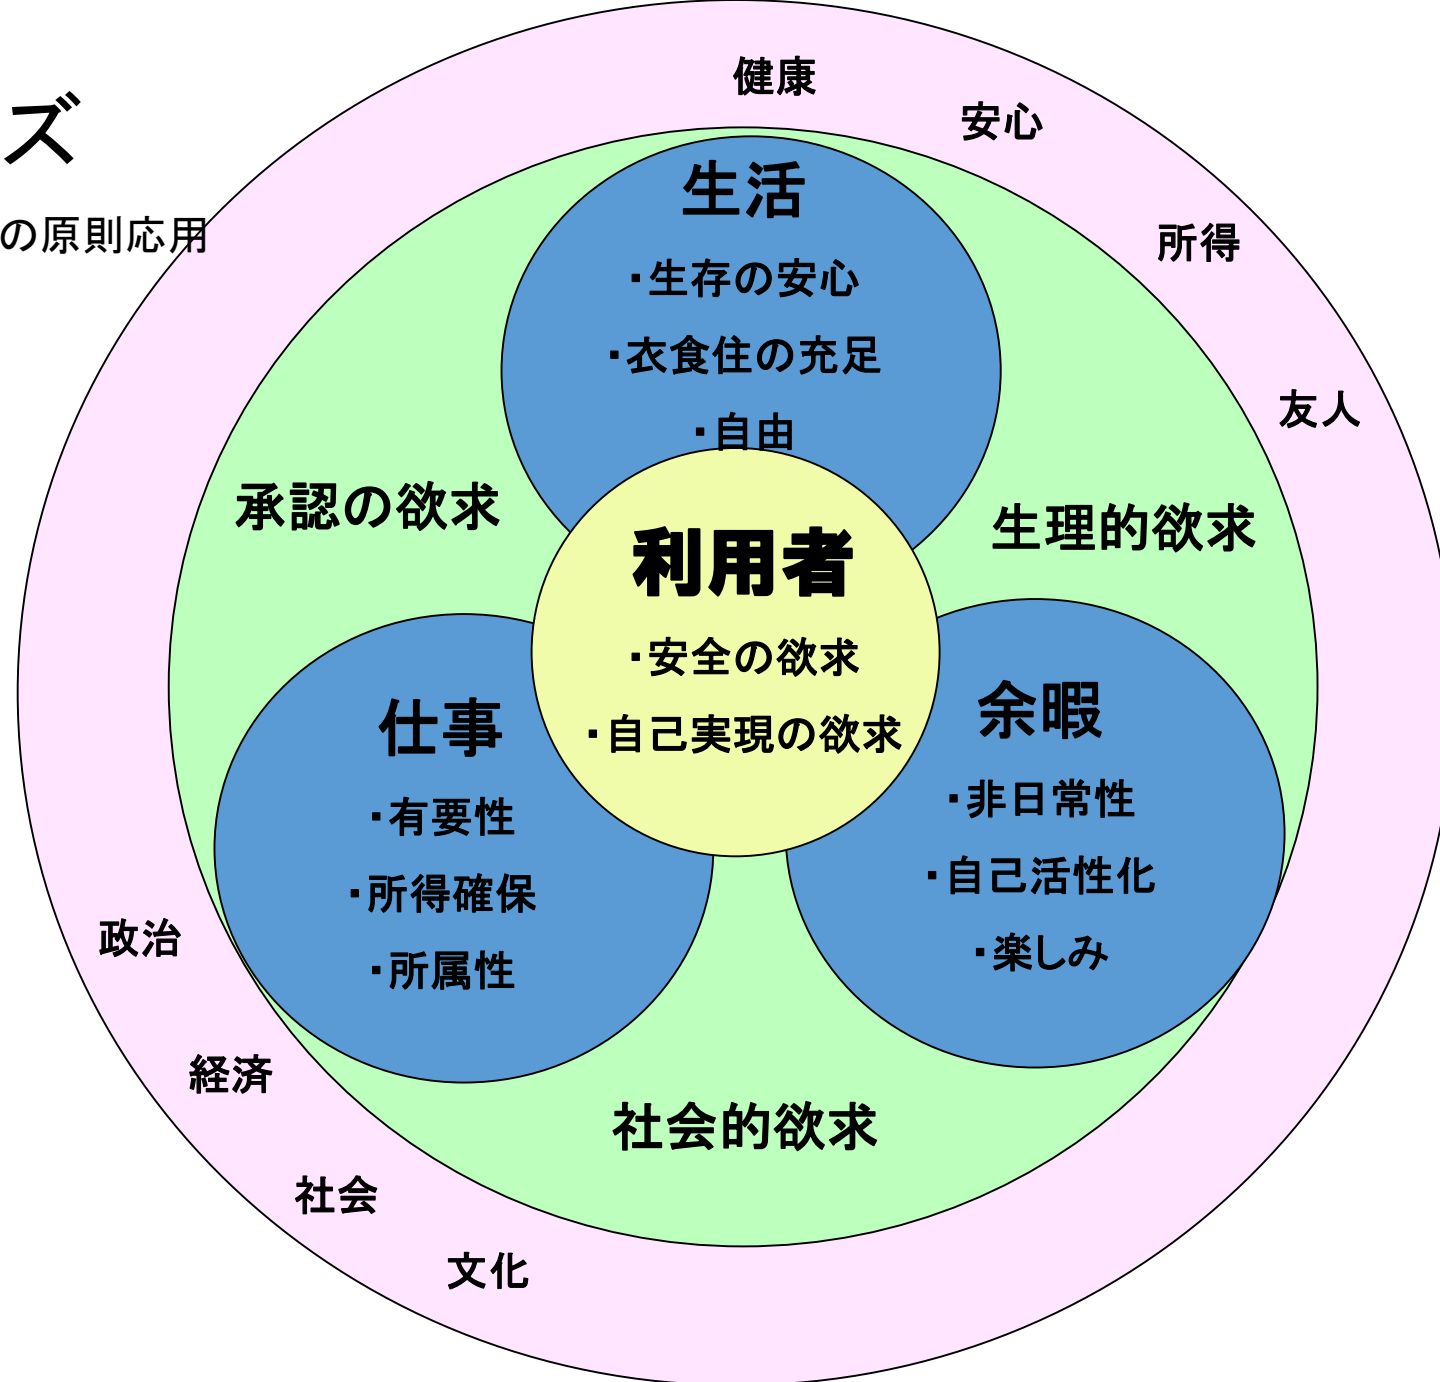 ズ
の原則応用
健康
安心
所得
友人
生活
・生存の安心
・衣食住の充足
・自由
承認の欲求
生理的欲求
利用者
・安全の欲求
・自己実現の欲求
仕事
・有要性
・所得確保
・所属性
余暇
・非日常性
・自己活性化
・楽しみ
社会的欲求
政治
経済
社会
文化